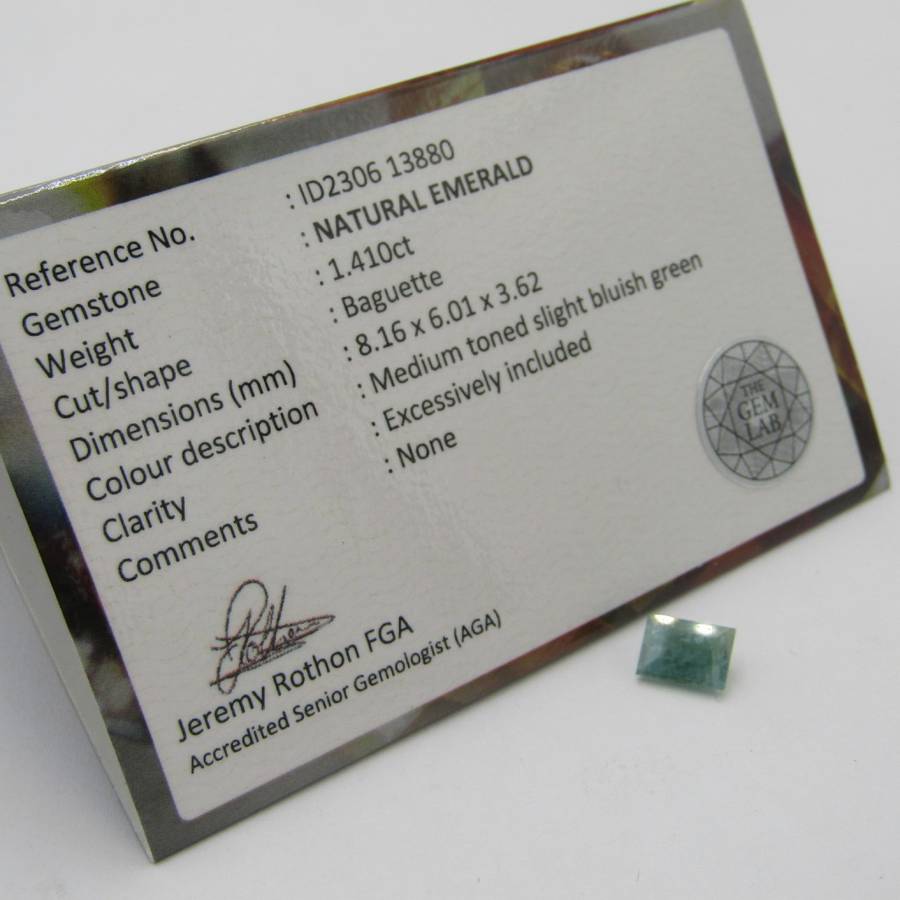 Reference No. : ID2306 13880
Gemstone : NATURAL EMERALD
Weight : 1.410ct
Cut/shape : Baguette
Dimensions (mm) : 8.16 x 6.01 x 3.62
Colour description : Medium toned slight bluish green
Clarity : Excessively included
Comments : None
THE
GEM
LAB
Jeremy Rothon FGA
Accredited Senior Gemologist (AGA)